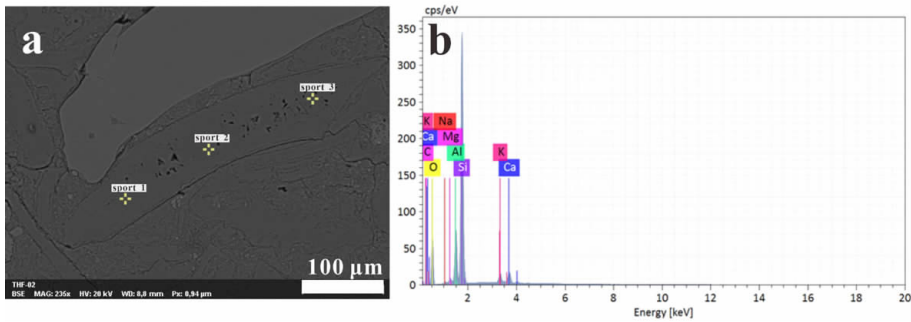 a
sport 1
sport 2
sport 3
100 μm
THF-02
BSE MAG: 235x HV: 20 kV WD: 8,8 mm Px: 8,94 μm
b
cps/eV
350
300
250
200
150
100
50
0
K Na
Ca Mg
C Al K
O Si Ca
2 4 6 8 10 12 14 16 18 20
Energy [keV]